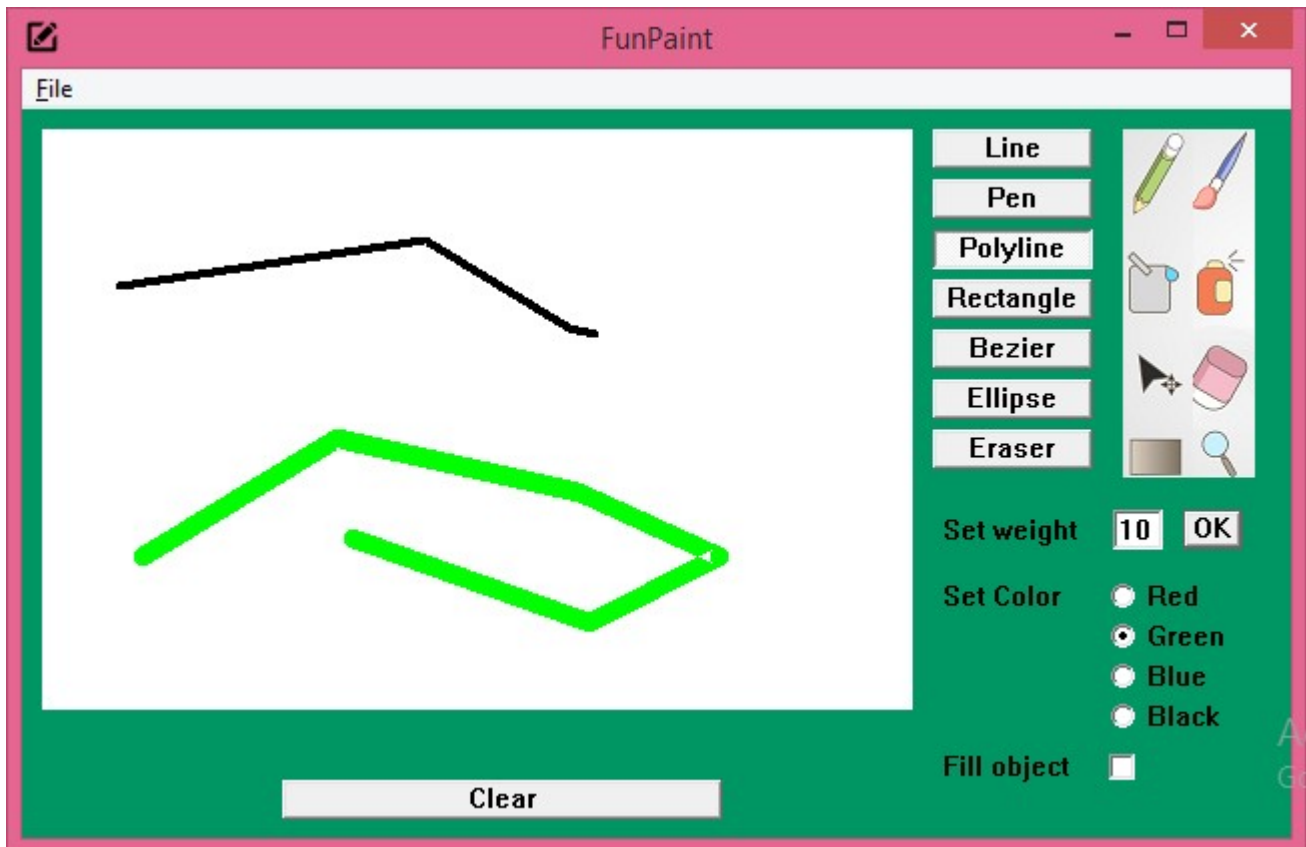 FunPaint
File
Line
Pen
Polyline
Rectangle
Bezier
Ellipse
Eraser
Set weight 10 OK
Set Color Red
Green
Blue
Black
Fill object
Clear